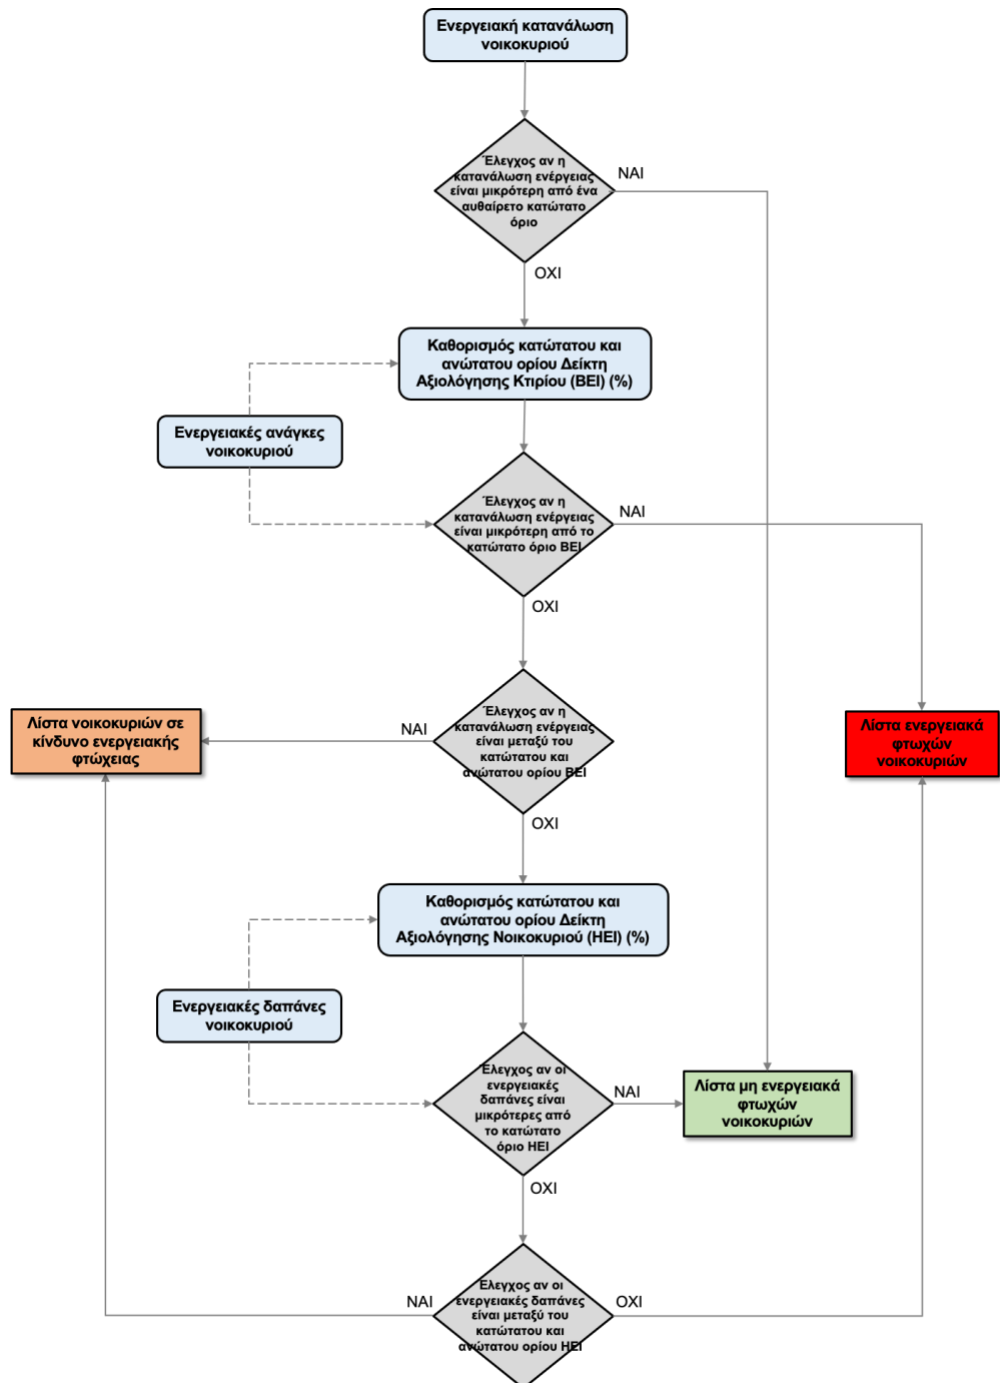 Ενεργειακή κατανάλωση
νοικοκυριού
Έλεγχος αν η
κατανάλωση ενέργειας
είναι μικρότερη από ένα
αυθαίρετο κατώτατο
όριο
ΝΑΙ
ΟΧΙ
Καθορισμός κατώτατου και
ανώτατου ορίου Δείκτη
Αξιολόγησης Κτιρίου (BEI) (%)
Ενεργειακές ανάγκες
νοικοκυριού
Έλεγχος αν η
κατανάλωση ενέργειας
είναι μικρότερη από το
κατώτατο όριο BEI
ΝΑΙ
ΟΧΙ
Έλεγχος αν η
κατανάλωση ενέργειας
είναι μεταξύ του
κατώτατου και
ανώτατου ορίου BEI
ΝΑΙ
Λίστα νοικοκυριών σε
κίνδυνο ενεργειακής
φτώχειας
Λίστα ενεργειακά
φτωχών
νοικοκυριών
ΟΧΙ
Καθορισμός κατώτατου και
ανώτατου ορίου Δείκτη
Αξιολόγησης Νοικοκυριού (HEI) (%)
Ενεργειακές δαπάνες
νοικοκυριού
Έλεγχος αν οι
ενεργειακές
δαπάνες είναι
μικρότερες από
το κατώτατο
όριο HEI
ΝΑΙ
Λίστα μη ενεργειακά
φτωχών
νοικοκυριών
ΟΧΙ
Έλεγχος αν οι
ενεργειακές δαπάνες
είναι μεταξύ του
κατώτατου και
ανώτατου ορίου HEI
ΝΑΙ
ΟΧΙ